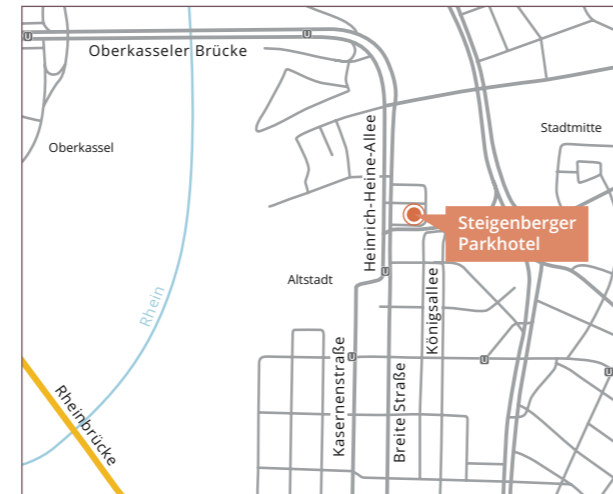 Oberkasseler Brücke
Oberkassel
Stadtmitte
Heinrich-Heine-Allee
Steigenberger
Parkhotel
Altstadt
Königsallee
Rhein
Rheinbrücke
Kasernenstraße
Breite Straße